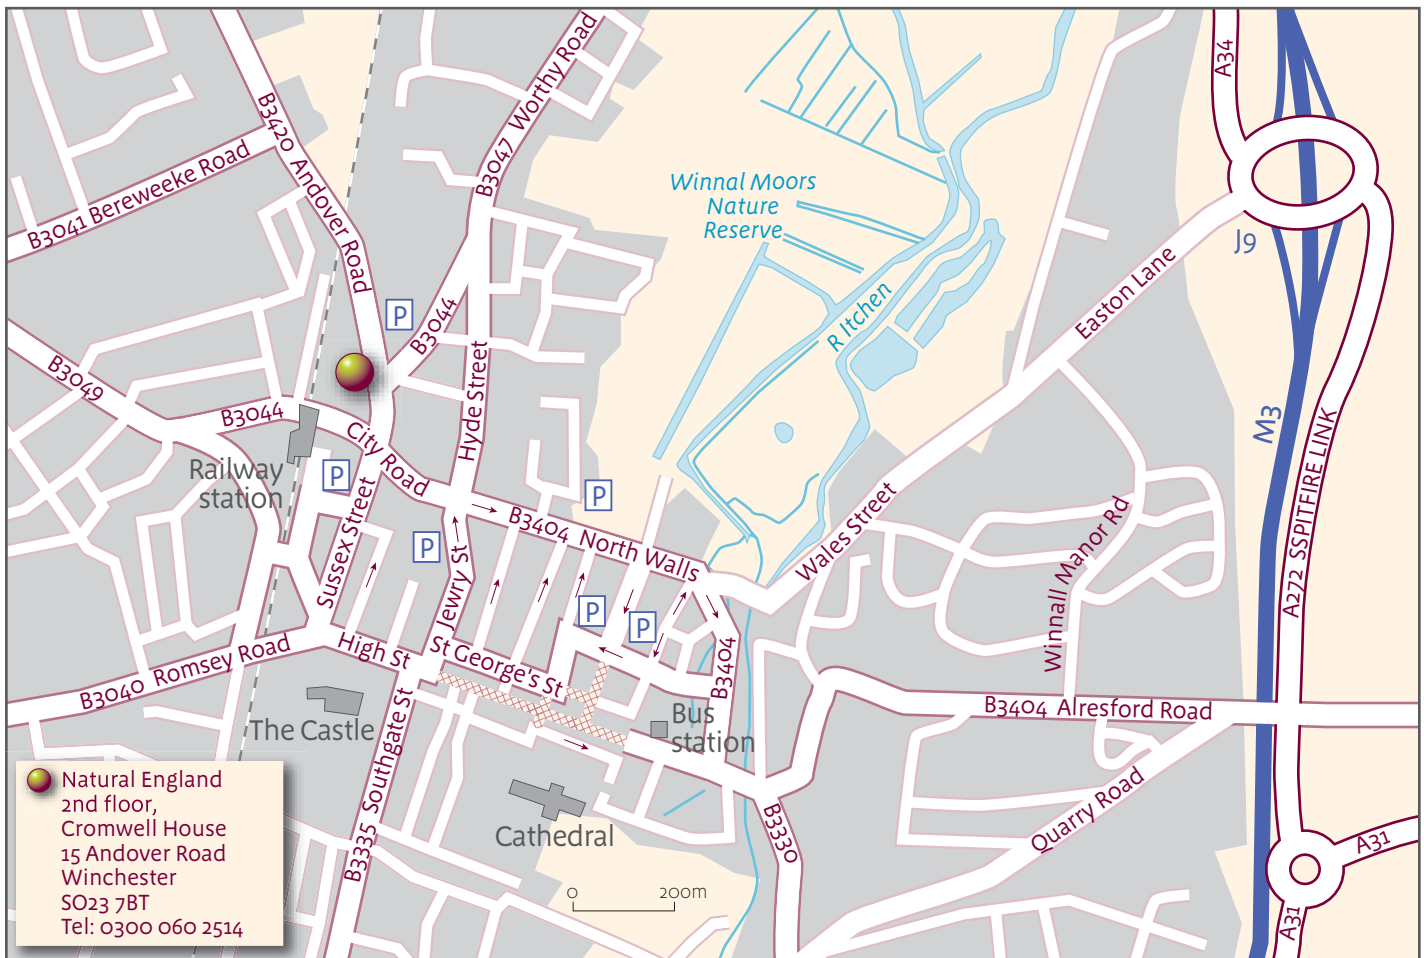 A34
B3420 Andover Road
B3047 Worthy Road
B3041 Bereweeke Road
Winnal Moors
Nature
Reserve
J9
P
B3044
R Itchen
Easton Lane
B3049
B3044
Hyde Street
M3
City Road
Railway
station
P
P
P
Sussex Street
Jewry St
B3404 North Walls
Wales Street
Winnall Manor Rd
A272 SSPITFIRE LINK
P
P
B3040 Romsey Road
High St
St George's St
B3404
B3404 Alresford Road
The Castle
Southgate St
B3335
Bus
station
Quarry Road
Cathedral
B3330
A31
A31
0 200m
Natural England
2nd floor,
Cromwell House
15 Andover Road
Winchester
SO23 7BT
Tel: 0300 060 2514